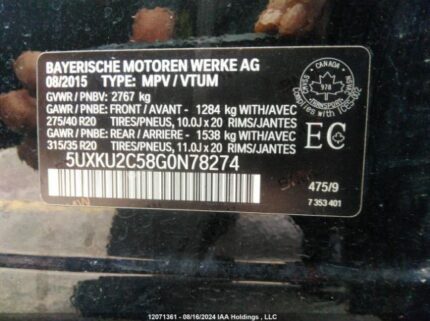 BAYERISCHE MOTOREN WERKE AG
08/2015 TYPE: MPV / VTUM
GVWR / PNBV: 2767 kg
GAWR / PNBE: FRONT / AVANT - 1284 kg WITH/AVEC
275/40 R20 TIRES/PNEUS, 10.0J x 20 RIMS/JANTES
GAWR / PNBE: REAR / ARRIERE - 1538 kg WITH/AVEC
315/35 R20 TIRES/PNEUS, 11.0J x 20 RIMS/JANTES
5UXKU2C58G0N78274
CANADA
978
TRANSPORT
EC
475/9
7 353 401
12071361 - 08/16/2024 IAA Holdings , LLC